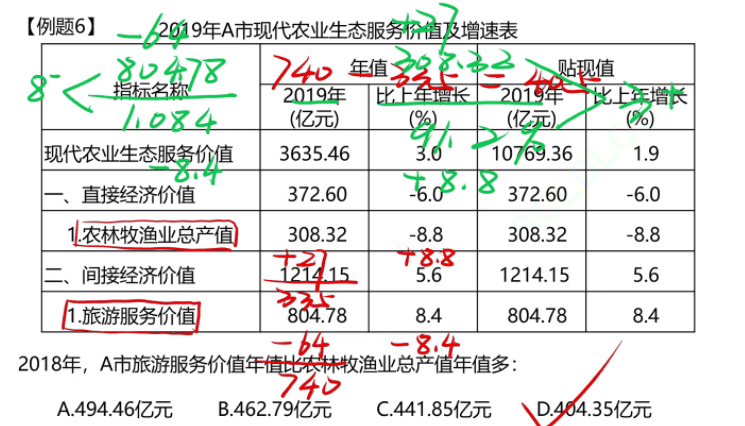 【例题6】 2019年A市现代农业生态服务价值及增速表
-64 +27
80478 308.32
8- 1.084 91.2% 3+
740 - 335 = 405
指标名称 年值 贴现值
2019年(亿元) 比上年增长(%) 2019年(亿元) 比上年增长(%)
现代农业生态服务价值 3635.46 3.0 10769.36 1.9
-8.4 +8.8
一、直接经济价值 372.60 -6.0 372.60 -6.0
1.农林牧渔业总产值 308.32 -8.8 308.32 -8.8
+27 +8.8
二、间接经济价值 1214.15 5.6 1214.15 5.6
335
1.旅游服务价值 804.78 8.4 804.78 8.4
-64 -8.4
2018年，A市旅游服务价值年值比农林牧渔业总产值年值多：
740
A.494.46亿元 B.462.79亿元 C.441.85亿元 D.404.35亿元